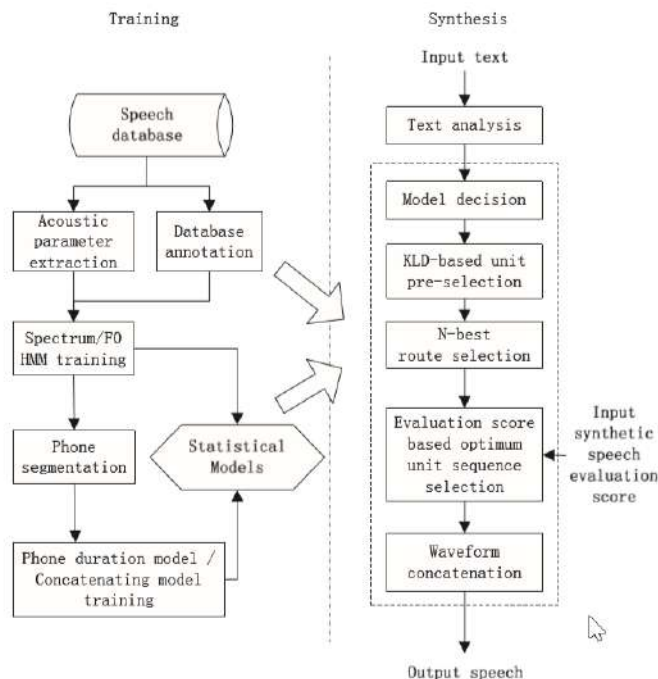 Training
Speech
database
Acoustic
parameter
extraction
Database
annotation
Spectrum/F0
HMM training
Phone
segmentation
Statistical
Models
Phone duration model /
Concatenating model
training
Synthesis
Input text
Text analysis
Model decision
KLD-based unit
pre-selection
N-best
route selection
Evaluation score
based optimum
unit sequence
selection
Input
synthetic
speech
evaluation
score
Waveform
concatenation
Output speech